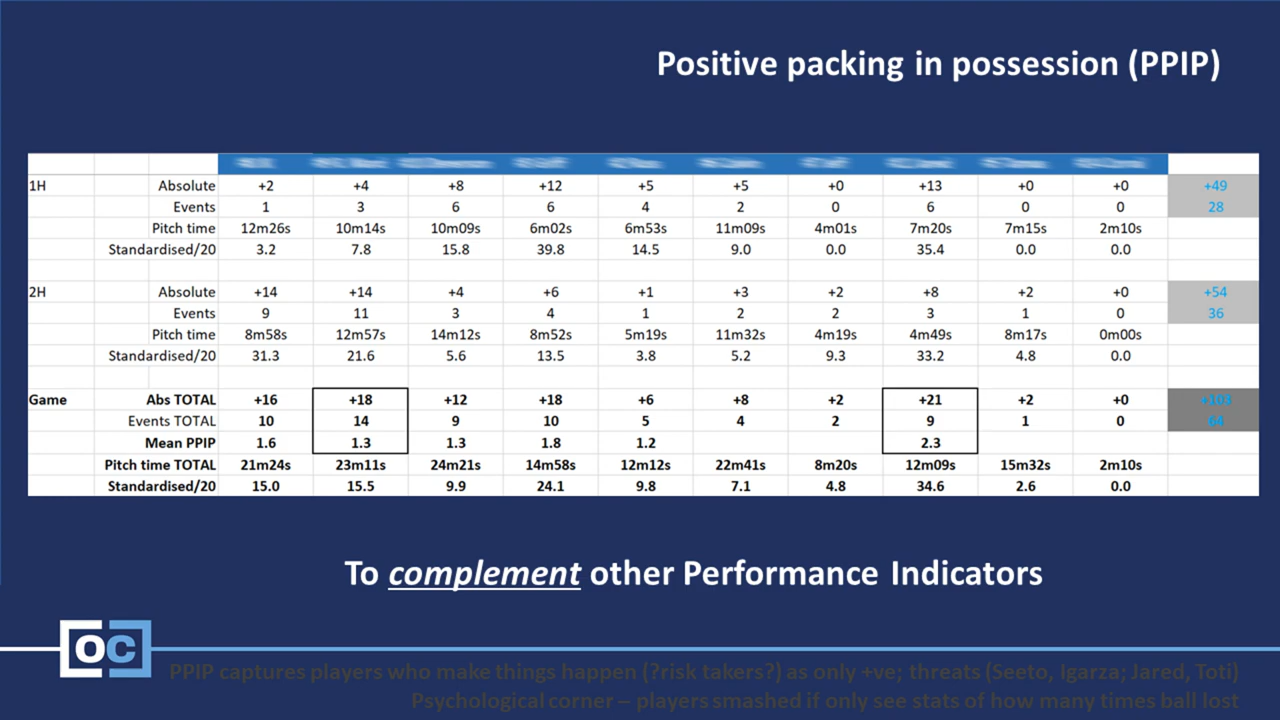 Positive packing in possession (PPIP)
1H Absolute +2 +4 +8 +12 +5 +5 +0 +13 +0 +0 +49
Events 1 3 6 6 4 2 0 6 0 0 28
Pitch time 12m26s 10m14s 10m09s 6m02s 6m53s 11m09s 4m01s 7m20s 7m15s 2m10s
Standardised/20 3.2 7.8 15.8 39.8 14.5 9.0 0.0 35.4 0.0 0.0
2H Absolute +14 +14 +4 +6 +1 +3 +2 +8 +2 +0 +54
Events 9 11 3 4 1 2 2 3 1 0 36
Pitch time 8m58s 12m57s 14m12s 8m52s 5m19s 11m32s 4m19s 4m49s 8m17s 0m00s
Standardised/20 31.3 21.6 5.6 13.5 3.8 5.2 9.3 33.2 4.8 0.0
Game Abs TOTAL +16 +18 +12 +18 +6 +8 +2 +21 +2 +0 +103
Events TOTAL 10 14 9 10 5 4 2 9 1 0 64
Mean PPIP 1.6 1.3 1.3 1.8 1.2 2.3
Pitch time TOTAL 21m24s 23m11s 24m21s 14m58s 12m12s 22m41s 8m20s 12m09s 15m32s 2m10s
Standardised/20 15.0 15.5 9.9 24.1 9.8 7.1 4.8 34.6 2.6 0.0
To complement other Performance Indicators
OC
PPIP captures players who make things happen (?risk takers?) as only +ve; threats (Seeto, Igarza; Jared, Toti)
Psychological corner – players smashed if only see stats of how many times ball lost